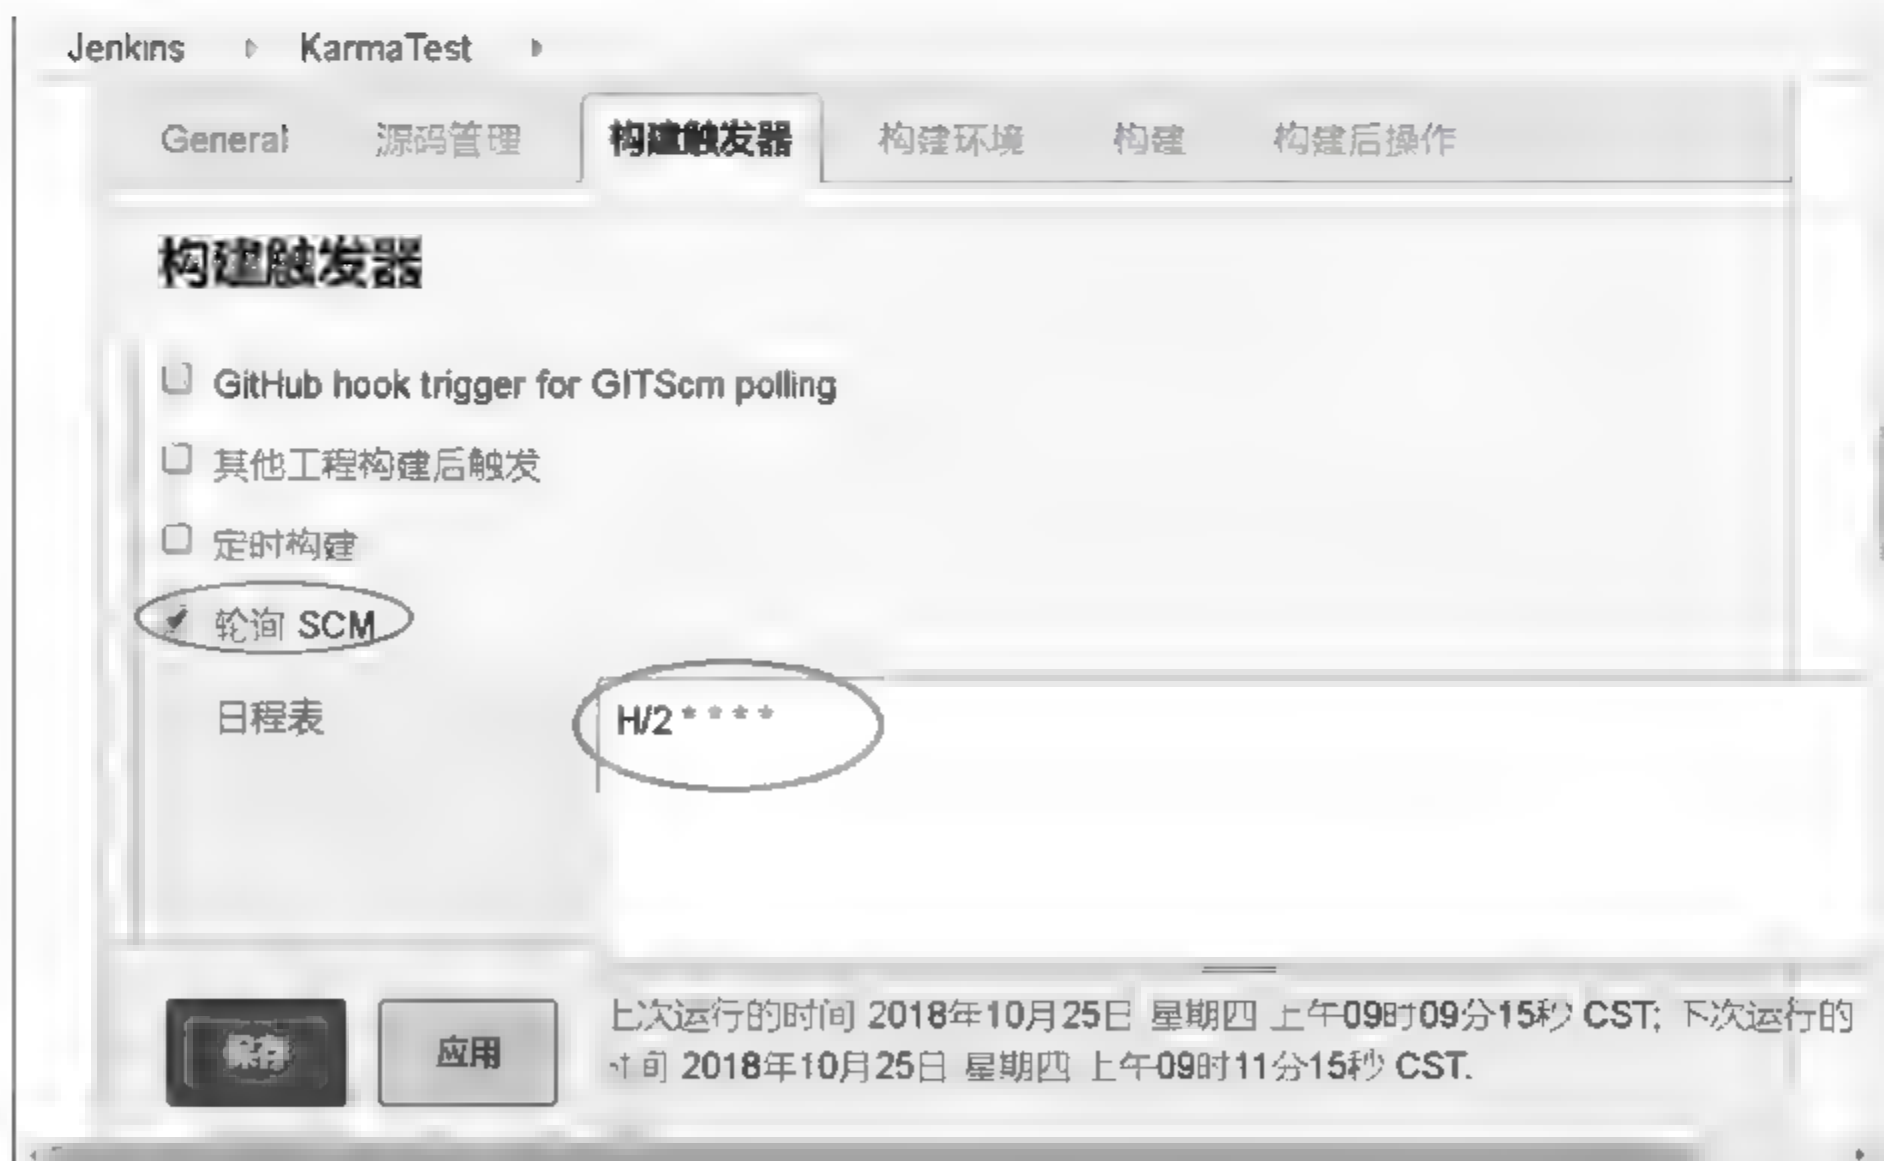 Jenkins KarmaTest
General 源码管理 构建触发器 构建环境 构建 构建后操作
构建触发器
GitHub hook trigger for GITScm polling
其他工程构建后触发
定时构建
轮询 SCM
日程表 H/2 * * * *
保存 应用
上次运行的时间 2018年10月25日 星期四 上午09时09分15秒 CST; 下次运行的
时间 2018年10月25日 星期四 上午09时11分15秒 CST.